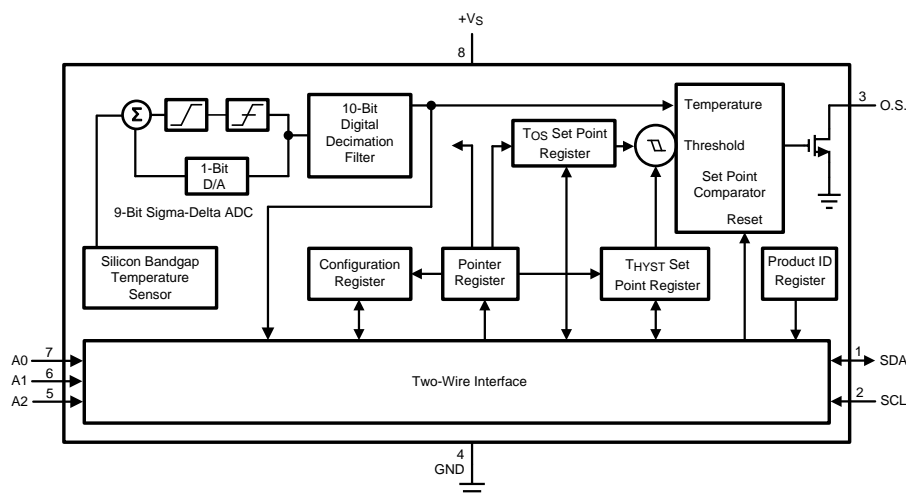 +VS
8
10-Bit
Digital
Decimation
Filter
Σ
1-Bit
D/A
9-Bit Sigma-Delta ADC
TOS Set Point
Register
Temperature
Threshold
Set Point
Comparator
Reset
3
O.S.
Silicon Bandgap
Temperature
Sensor
Configuration
Register
Pointer
Register
THYST Set
Point Register
Product ID
Register
A0
7
A1
6
A2
5
Two-Wire Interface
1
SDA
2
SCL
4
GND